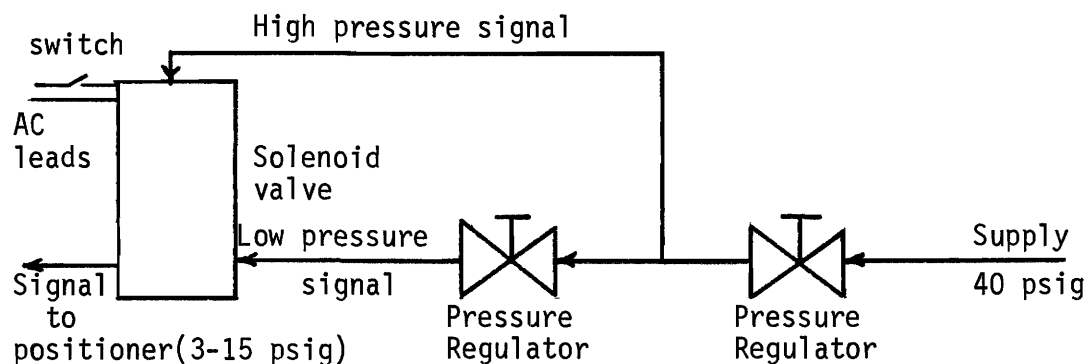 High pressure signal
switch
AC
leads
Solenoid
valve
Low pressure
signal
Supply
40 psig
Signal
to
positioner(3-15 psig)
Pressure
Regulator
Pressure
Regulator